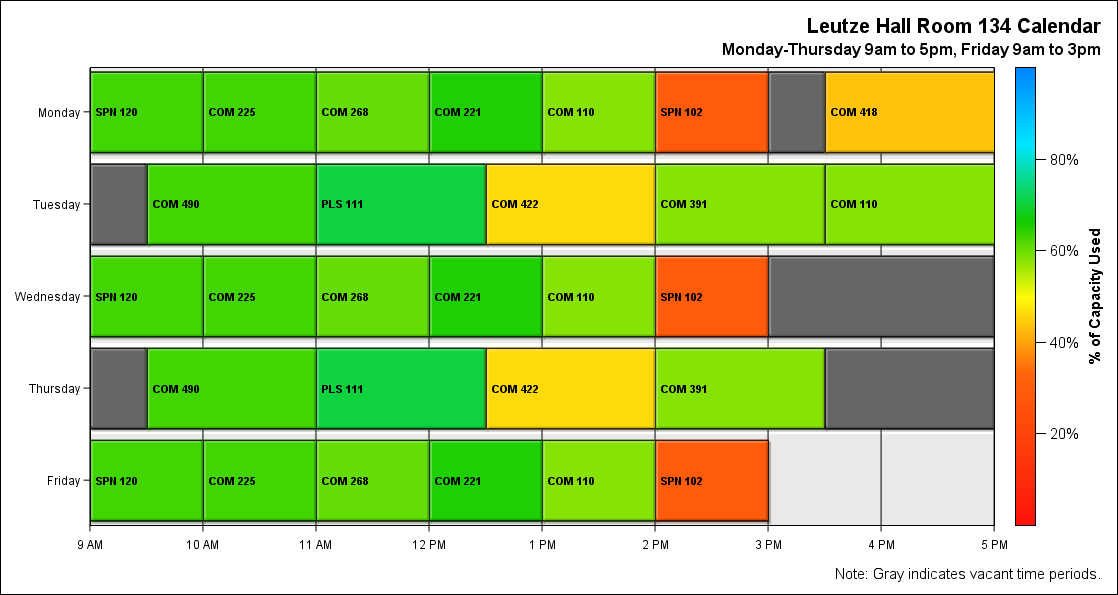 Leutze Hall Room 134 Calendar
Monday-Thursday 9am to 5pm, Friday 9am to 3pm
Monday SPN 120 COM 225 COM 268 COM 221 COM 110 SPN 102 COM 418
Tuesday COM 490 PLS 111 COM 422 COM 391 COM 110
Wednesday SPN 120 COM 225 COM 268 COM 221 COM 110 SPN 102
Thursday COM 490 PLS 111 COM 422 COM 391
Friday SPN 120 COM 225 COM 268 COM 221 COM 110 SPN 102
9 AM 10 AM 11 AM 12 PM 1 PM 2 PM 3 PM 4 PM 5 PM
80%
60%
40%
20%
% of Capacity Used
Note: Gray indicates vacant time periods.